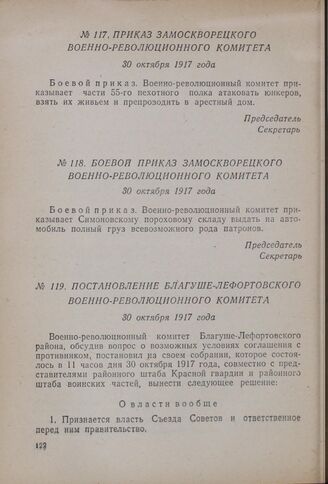 № 117. ПРИКАЗ ЗАМОСКВОРЕЦКОГО
ВОЕННО-РЕВОЛЮЦИОННОГО КОМИТЕТА
30 октября 1917 года
Боевой приказ. Военно-революционный комитет при-
казывает части 55-го пехотного полка атаковать юнкеров,
взять их живьем и препроводить в арестный дом.
Председатель
Секретарь
№ 118. БОЕВОЙ ПРИКАЗ ЗАМОСКВОРЕЦКОГО
ВОЕННО-РЕВОЛЮЦИОННОГО КОМИТЕТА
30 октября 1917 года
Боевой приказ. Военно-революционный комитет при-
казывает Симоновскому пороховому складу выдать на авто-
мобиль полный груз всевозможного рода патронов.
Председатель
Секретарь
№ 119. ПОСТАНОВЛЕНИЕ БЛАГУШЕ-ЛЕФОРТОВСКОГО
ВОЕННО-РЕВОЛЮЦИОННОГО КОМИТЕТА
30 октября 1917 года
Военно-революционный комитет Благуше-Лефортовского
района, обсудив вопрос о возможных условиях соглашения с
противником, постановил на своем собрании, которое состоя-
лось в 11 часов дня 30 октября 1917 года, совместно с пред-
ставителями районного штаба Красной гвардии и районного
штаба воинских частей, вынести следующее решение:
О власти вообще
1. Признается власть Съезда Советов и ответственное
перед ним правительство.
122